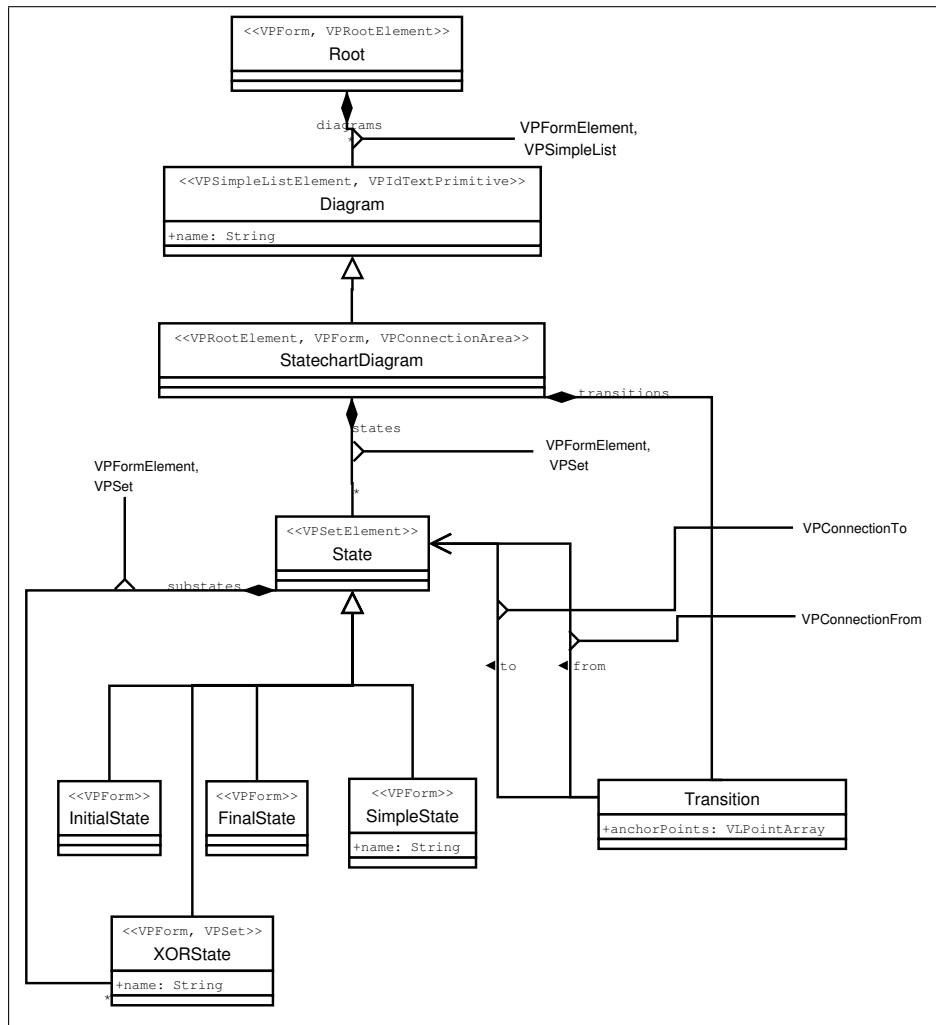 <<VPForm, VPRootElement>>
Root
diagrams
*
VPFormElement,
VPSimpleList
<<VPSimpleListElement, VPIdTextPrimitive>>
Diagram
+name: String
<<VPRootElement, VPForm, VPConnectionArea>>
StatechartDiagram
transitions
states
VPFormElement,
VPSet
VPFormElement,
VPSet
*
<<VPSetElement>>
State
VPConnectionTo
substates
VPConnectionFrom
to
from
<<VPForm>>
InitialState
<<VPForm>>
FinalState
<<VPForm>>
SimpleState
+name: String
Transition
+anchorPoints: VLPointArray
<<VPForm, VPSet>>
XORState
+name: String
*